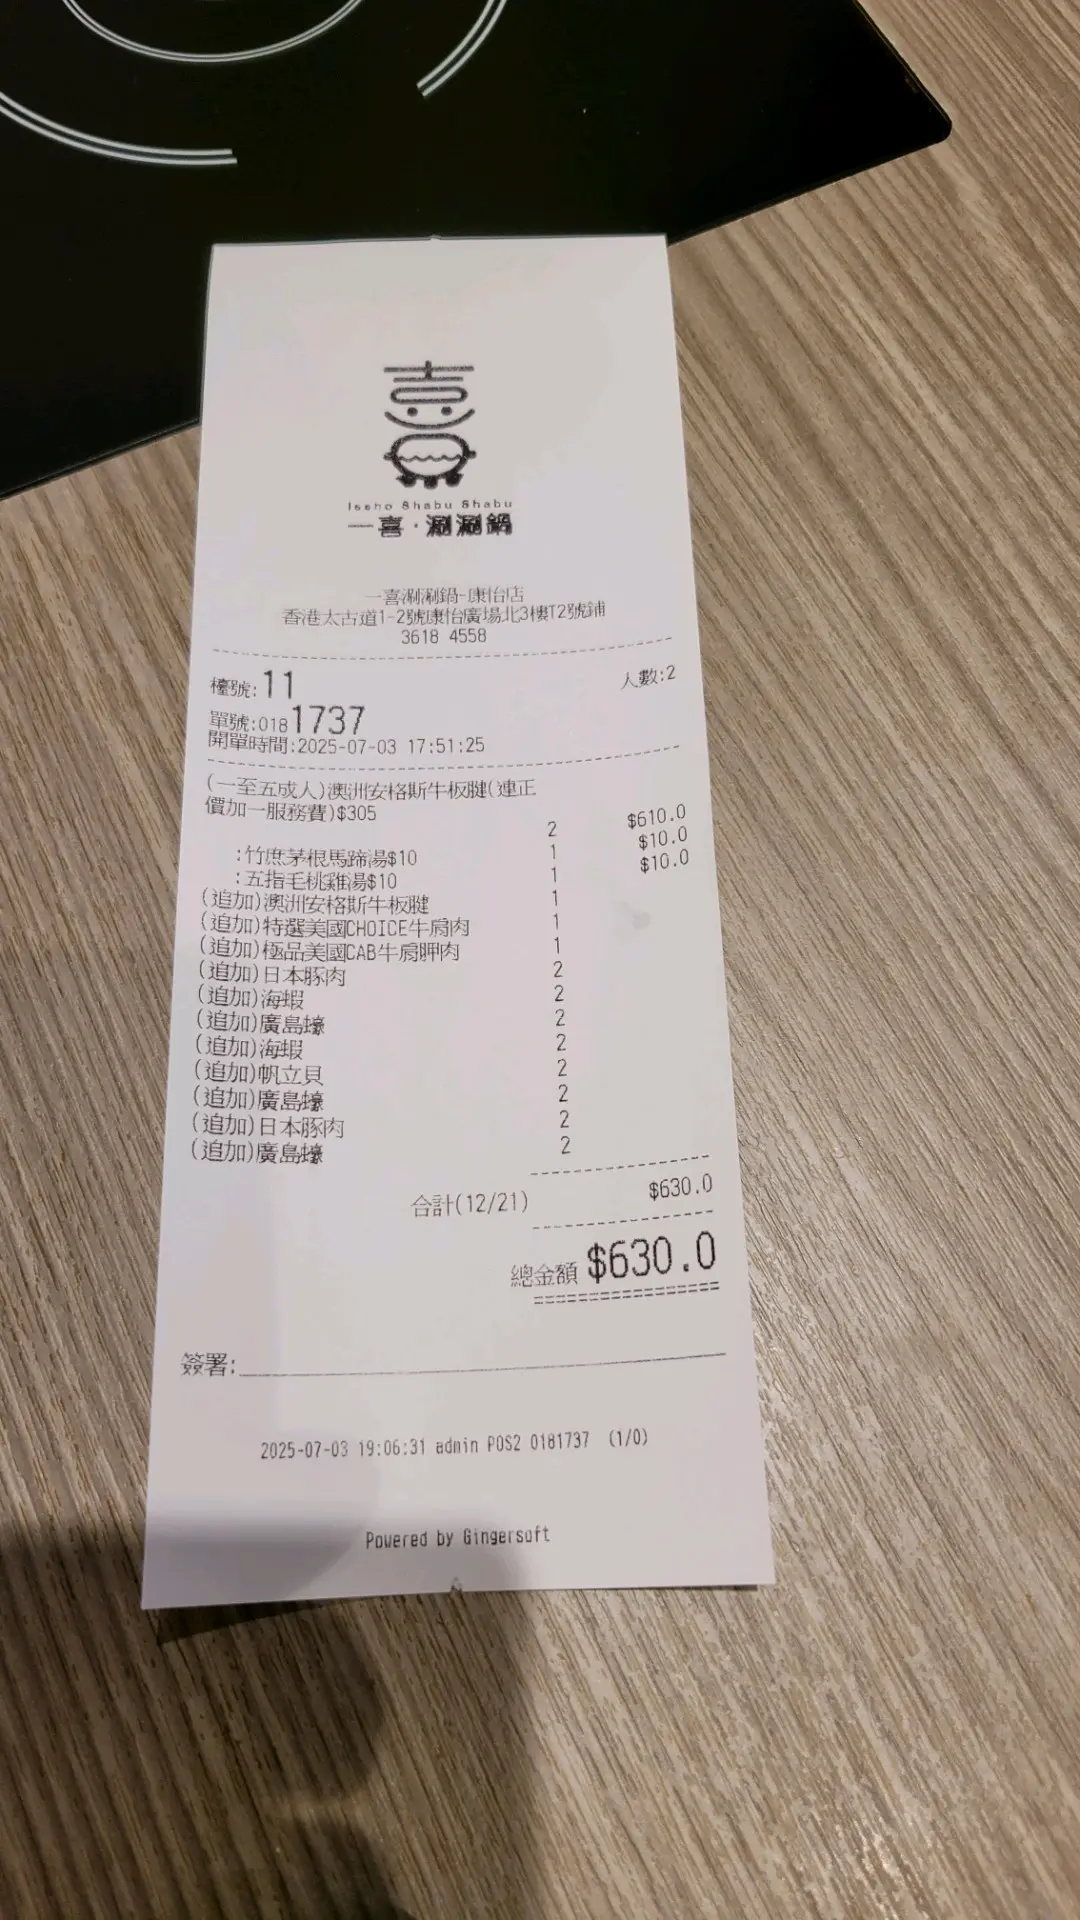 喜
Issho Shabu Shabu
一喜·涮涮鍋
一喜涮涮鍋-康怡店
香港太古道1-2號康怡廣場北3樓T2號鋪
3618 4558
檯號:11 人數:2
單號:0181737
開單時間:2025-07-03 17:51:25
(一至五成人)澳洲安格斯牛板腱(連正
價加一服務費)$305 2 $610.0
:竹庶茅根馬蹄湯$10 1 $10.0
:五指毛桃雞湯$10 1 $10.0
(追加)澳洲安格斯牛板腱 1
(追加)特選美國CHOICE牛肩肉 1
(追加)極品美國CAB牛肩胛肉 1
(追加)日本豚肉 2
(追加)海蝦 2
(追加)廣島蠔 2
(追加)海蝦 2
(追加)帆立貝 2
(追加)廣島蠔 2
(追加)日本豚肉 2
(追加)廣島蠔 2
合計(12/21) $630.0
總金額 $630.0
簽署:
2025-07-03 19:06:31 admin POS2 0181737 (1/0)
Powered by Gingersoft